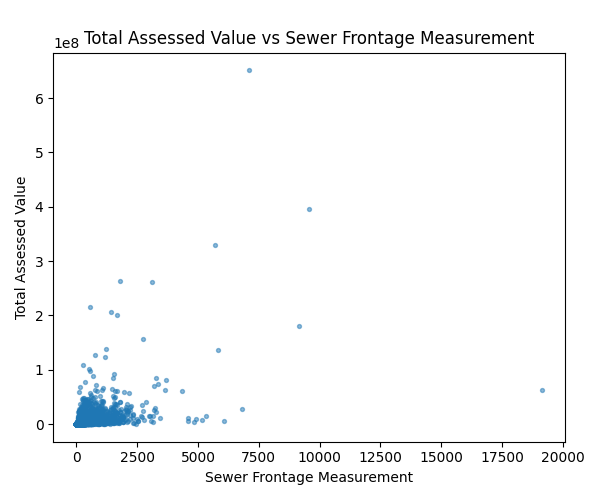 Total Assessed Value vs Sewer Frontage Measurement
1e8
6
5
4
3
2
1
0
Total Assessed Value
0 2500 5000 7500 10000 12500 15000 17500 20000
Sewer Frontage Measurement